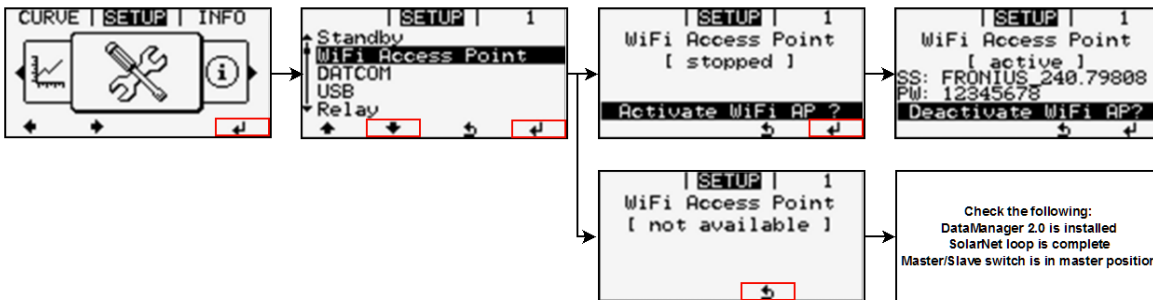 CURVE | SETUP | INFO
| SETUP | 1
Standby
WiFi Access Point
DATCOM
USB
Relay
| SETUP | 1
WiFi Access Point
[ stopped ]
Activate WiFi AP ?
| SETUP | 1
WiFi Access Point
[ active ]
SS: FRONIUS_240.79808
PW: 12345678
Deactivate WiFi AP?
| SETUP | 1
WiFi Access Point
[ not available ]
Check the following:
DataManager 2.0 is installed
SolarNet loop is complete
Master/Slave switch is in master position